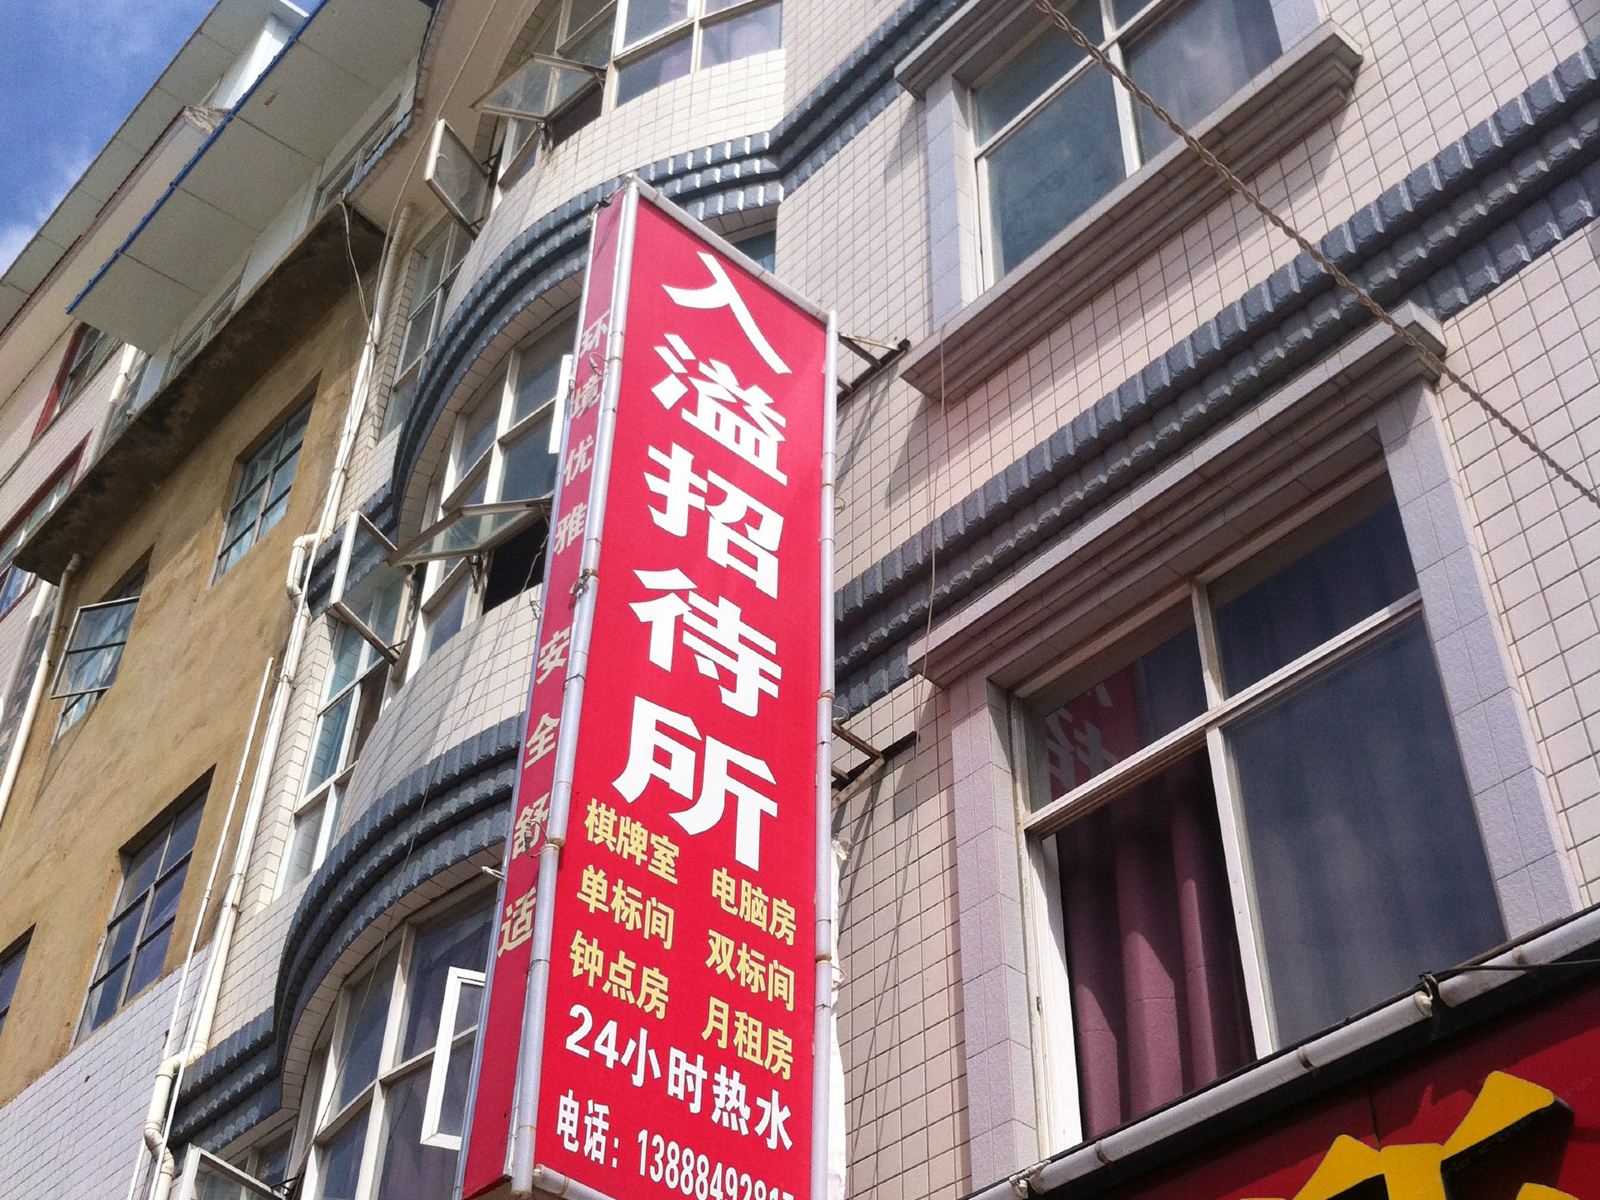 入溢招待所
棋牌室 电脑房
单标间 双标间
钟点房 月租房
24小时热水
电话：13888492817
环境优雅 安全舒适